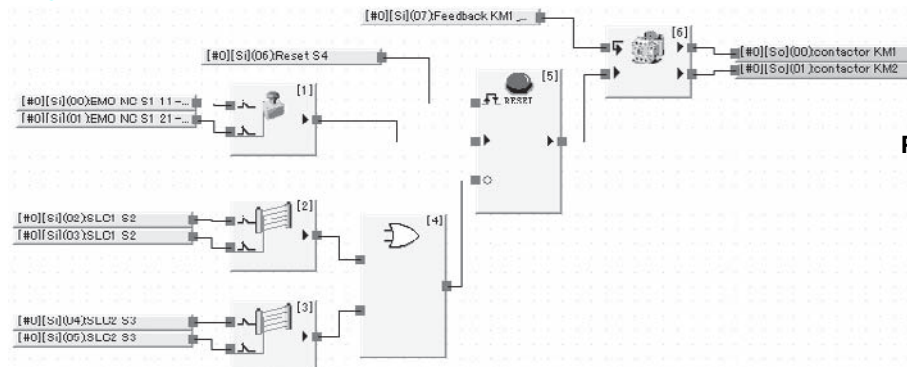 [#0][Si](07):Feedback KM1 _...
[6]
[#0][So](00):contactor KM1
[#0][So](01):contactor KM2
[#0][Si](06):Reset S4
[5]
RESET
[1]
[#0][Si](00):EMO NC S1 11-...
[#0][Si](01):EMO NC S1 21-...
[2]
[#0][Si](02):SLC1 S2
[#0][Si](03):SLC1 S2
[4]
[3]
[#0][Si](04):SLC2 S3
[#0][Si](05):SLC2 S3